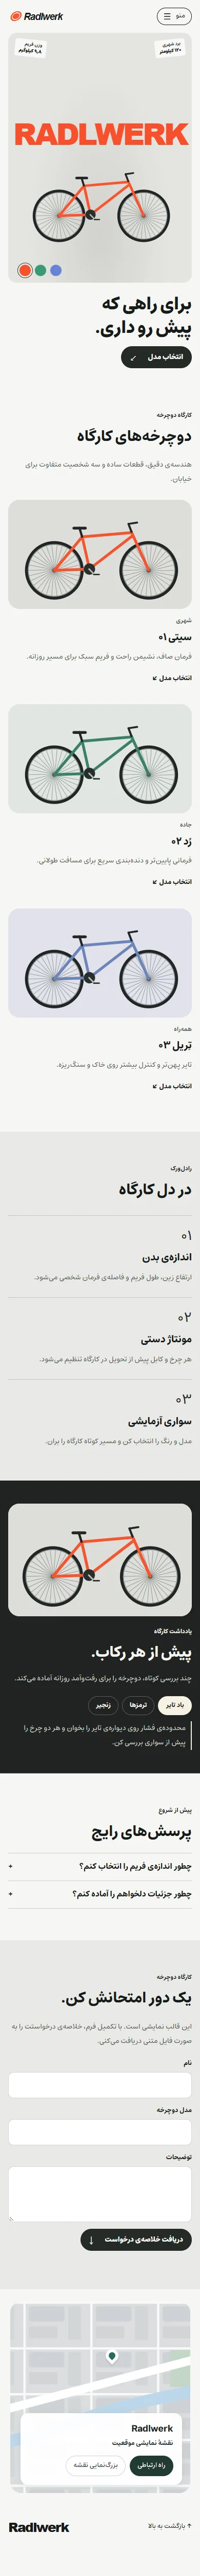 Radlwerk
منو
وزن فریم
۹٫۸ کیلوگرم
برد شهری
۱۲۰ کیلومتر
RADLWERK
برای راهی که
پیش رو داری.
انتخاب مدل ↙
کارگاه دوچرخه
دوچرخه‌های کارگاه
هندسه‌ی دقیق، قطعات ساده و سه شخصیت متفاوت برای
خیابان.
شهری
سیتی ۰۱
فرمان صاف، نشیمن راحت و فریم سبک برای مسیر روزانه.
انتخاب مدل ↙
جاده
رُد ۰۲
فرمانی پایین‌تر و دنده‌بندی سریع برای مسافت طولانی.
انتخاب مدل ↙
همه‌راه
تریل ۰۳
تایر پهن‌تر و کنترل بیشتر روی خاک و سنگ‌ریزه.
انتخاب مدل ↙
رادل‌ورک
در دل کارگاه
۰۱
اندازه‌ی بدن
ارتفاع زین، طول فریم و فاصله‌ی فرمان شخصی می‌شود.
۰۲
مونتاژ دستی
هر چرخ و کابل پیش از تحویل در کارگاه تنظیم می‌شود.
۰۳
سواری آزمایشی
مدل و رنگ را انتخاب کن و مسیر کوتاه کارگاه را بران.
یادداشت کارگاه
پیش از هر رکاب.
چند بررسی کوتاه، دوچرخه را برای رفت‌وآمد روزانه آماده می‌کند.
باد تایر
ترمزها
زنجیر
محدوده‌ی فشار روی دیواره‌ی تایر را بخوان و هر دو چرخ را
پیش از سواری بررسی کن.
پیش از شروع
پرسش‌های رایج
چطور اندازه‌ی فریم را انتخاب کنم؟ +
چطور جزئیات دلخواهم را آماده کنم؟ +
کارگاه دوچرخه
یک دور امتحانش کن.
این قالب نمایشی است. با تکمیل فرم، خلاصه‌ی درخواستت را به
صورت فایل متنی دریافت می‌کنی.
نام
مدل دوچرخه
توضیحات
دریافت خلاصه‌ی درخواست ↓
Radlwerk
نقشهٔ نمایشی موقعیت
راه ارتباطی
بزرگ‌نمایی نقشه
↑ بازگشت به بالا
Radlwerk